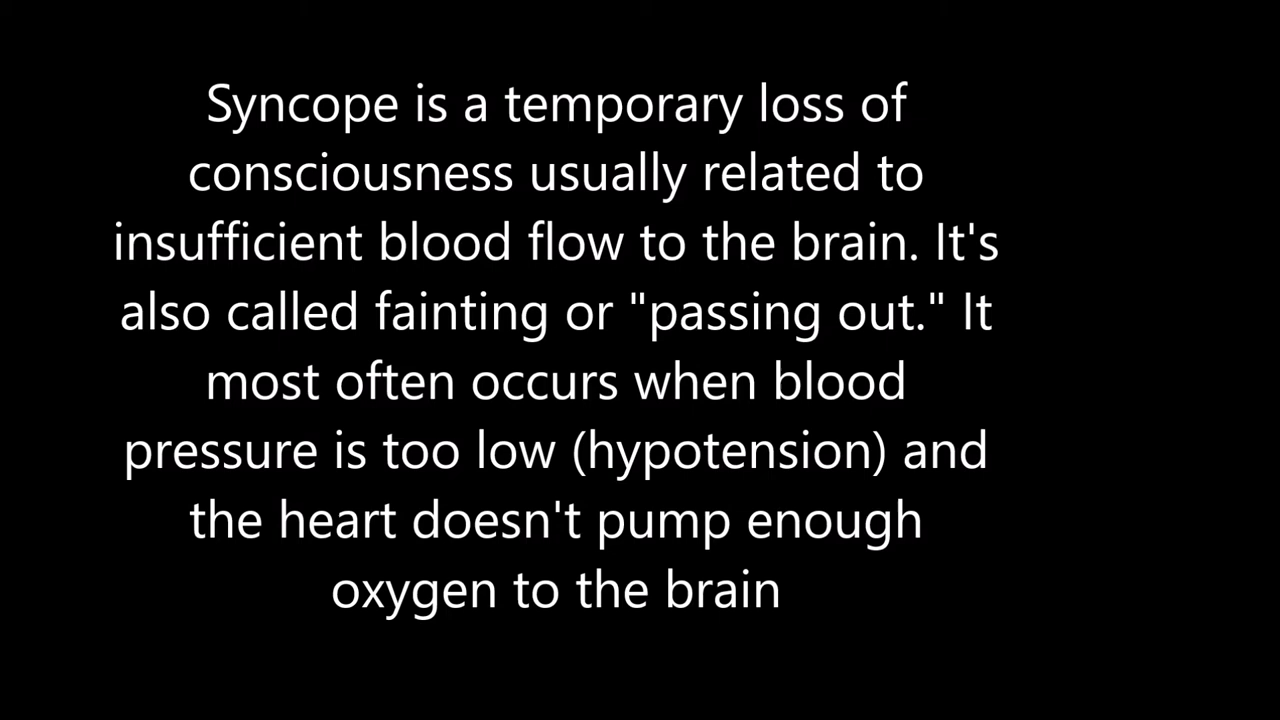 Syncope is a temporary loss of
consciousness usually related to
insufficient blood flow to the brain. It's
also called fainting or "passing out." It
most often occurs when blood
pressure is too low (hypotension) and
the heart doesn't pump enough
oxygen to the brain